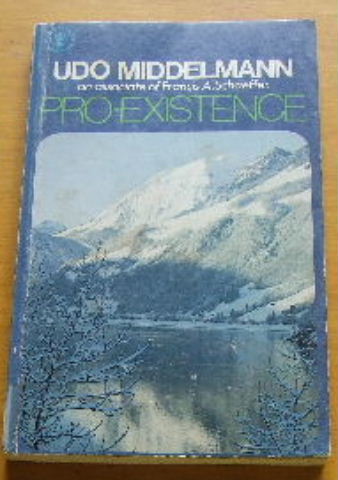 UDO MIDDELMANN
an associate of Francis A. Schaeffer
PRO-EXISTENCE